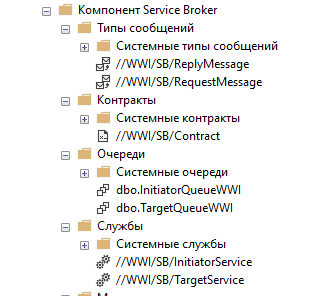 Компонент Service Broker
Типы сообщений
Системные типы сообщений
//WWI/SB/ReplyMessage
//WWI/SB/RequestMessage
Контракты
Системные контракты
//WWI/SB/Contract
Очереди
Системные очереди
dbo.InitiatorQueueWWI
dbo.TargetQueueWWI
Службы
Системные службы
//WWI/SB/InitiatorService
//WWI/SB/TargetService